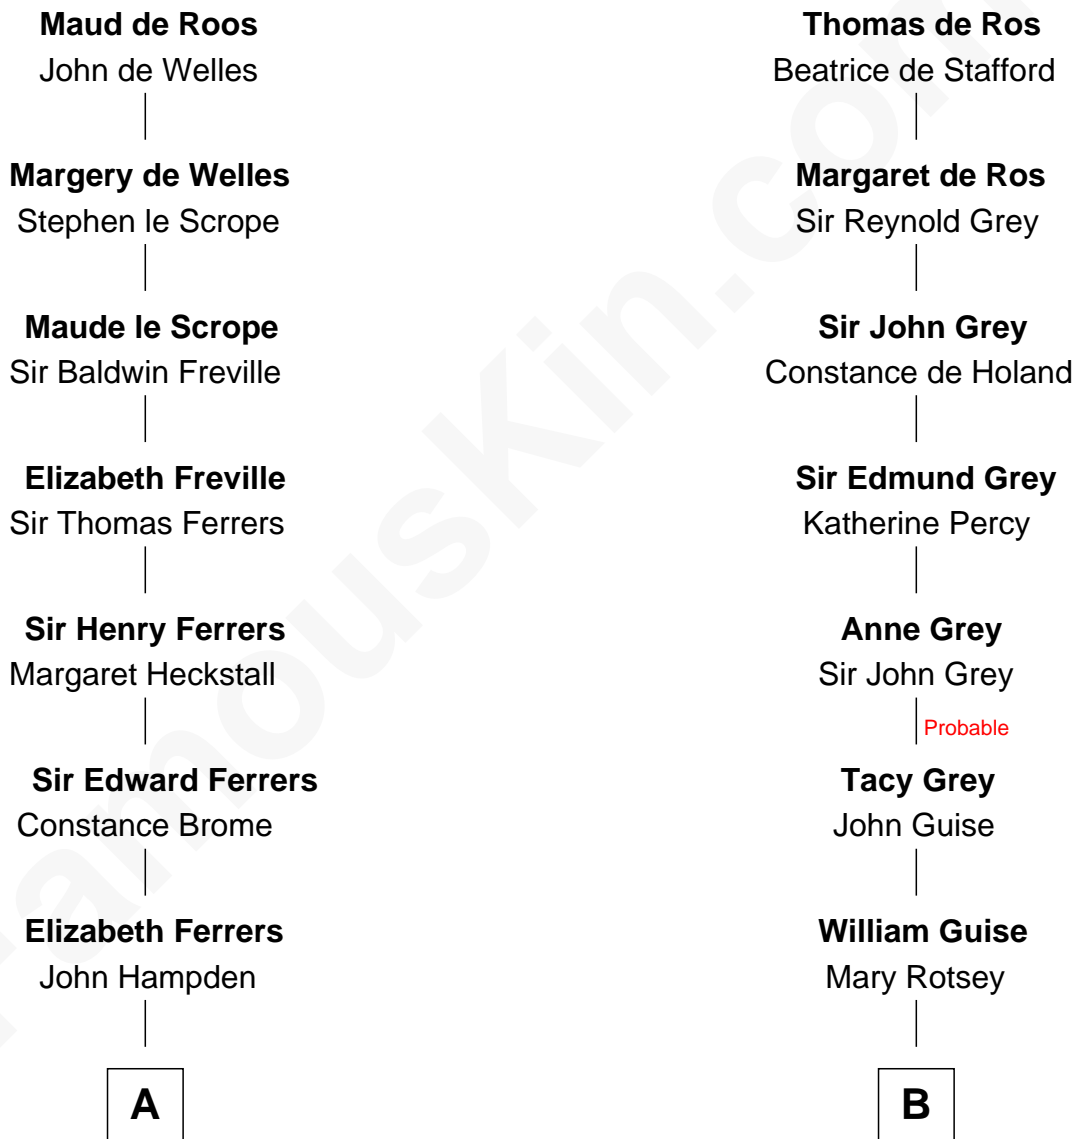 Maud de Roos
John de Welles
Margery de Welles
Stephen le Scrope
Maude le Scrope
Sir Baldwin Freville
Elizabeth Freville
Sir Thomas Ferrers
Sir Henry Ferrers
Margaret Heckstall
Sir Edward Ferrers
Constance Brome
Elizabeth Ferrers
John Hampden
A
Thomas de Ros
Beatrice de Stafford
Margaret de Ros
Sir Reynold Grey
Sir John Grey
Constance de Holand
Sir Edmund Grey
Katherine Percy
Anne Grey
Sir John Grey
Probable
Tacy Grey
John Guise
William Guise
Mary Rotsey
B
FamousKin.com